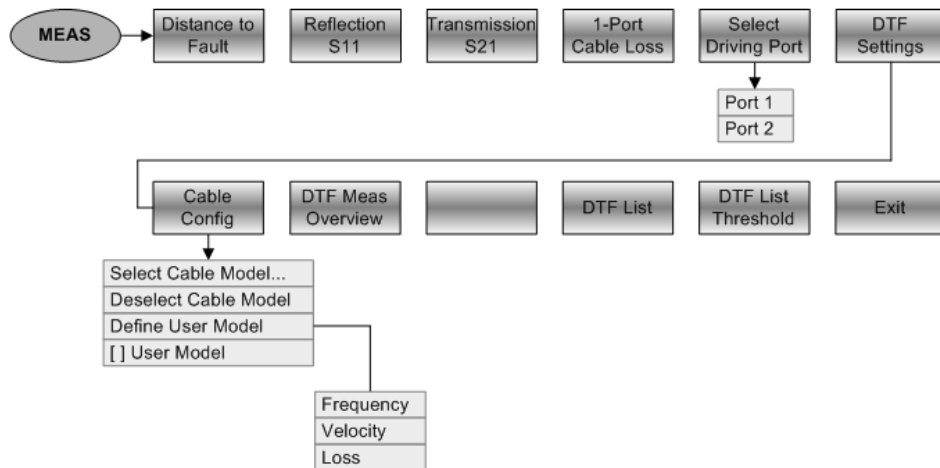 MEAS
Distance to
Fault
Reflection
S11
Transmission
S21
1-Port
Cable Loss
Select
Driving Port
DTF
Settings
Port 1
Port 2
Cable
Config
DTF Meas
Overview
DTF List
DTF List
Threshold
Exit
Select Cable Model...
Deselect Cable Model
Define User Model
[ ] User Model
Frequency
Velocity
Loss